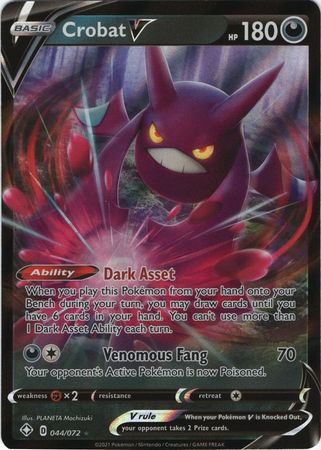 BASIC
Crobat V
HP 180
Ability Dark Asset
When you play this Pokémon from your hand onto your
Bench during your turn, you may draw cards until you
have 6 cards in your hand. You can't use more than
1 Dark Asset Ability each turn.
Venomous Fang 70
Your opponent's Active Pokémon is now Poisoned.
weakness ×2 resistance retreat
Illus. PLANETA Mochizuki
D 044/072
V rule
When your Pokémon V is Knocked Out,
your opponent takes 2 Prize cards.
©2021 Pokémon / Nintendo / Creatures / GAME FREAK